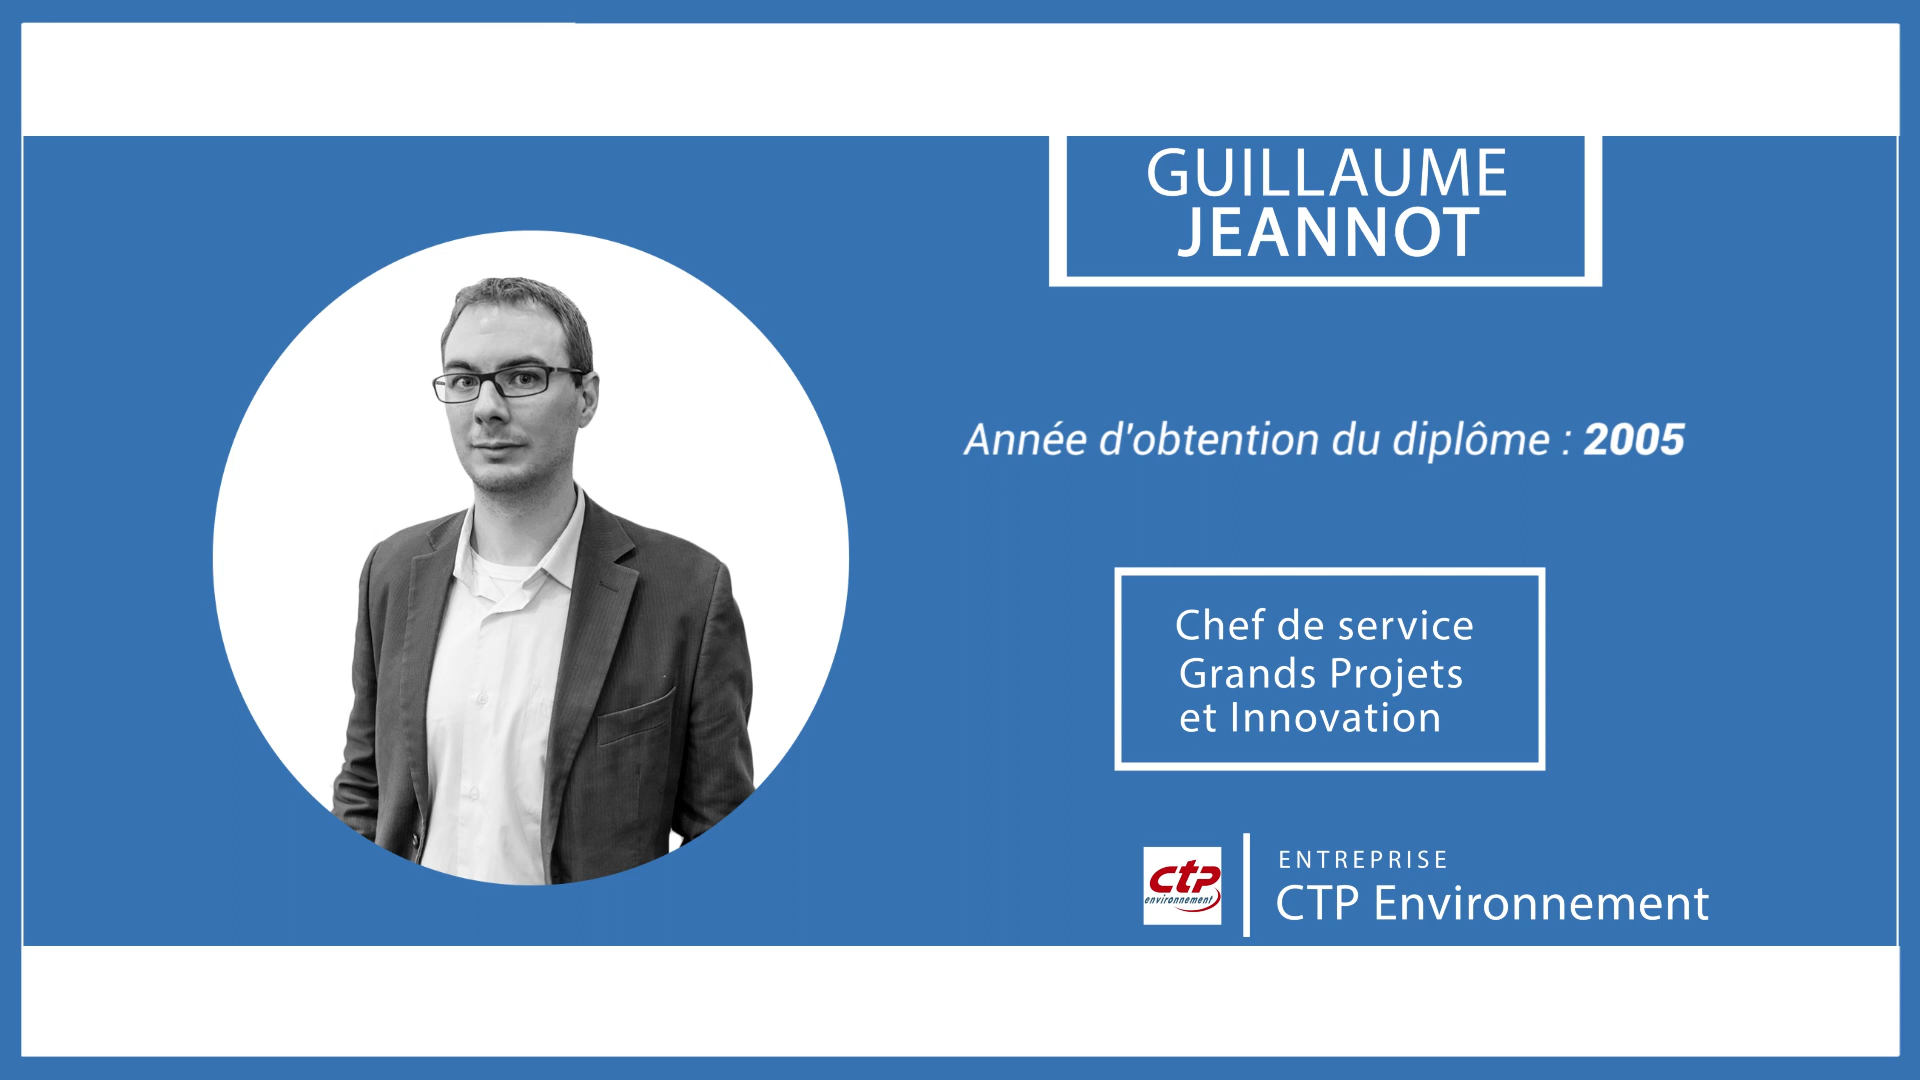 GUILLAUME
JEANNOT
Année d'obtention du diplôme : 2005
Chef de service
Grands Projets
et Innovation
ctp
environnement
ENTREPRISE
CTP Environnement